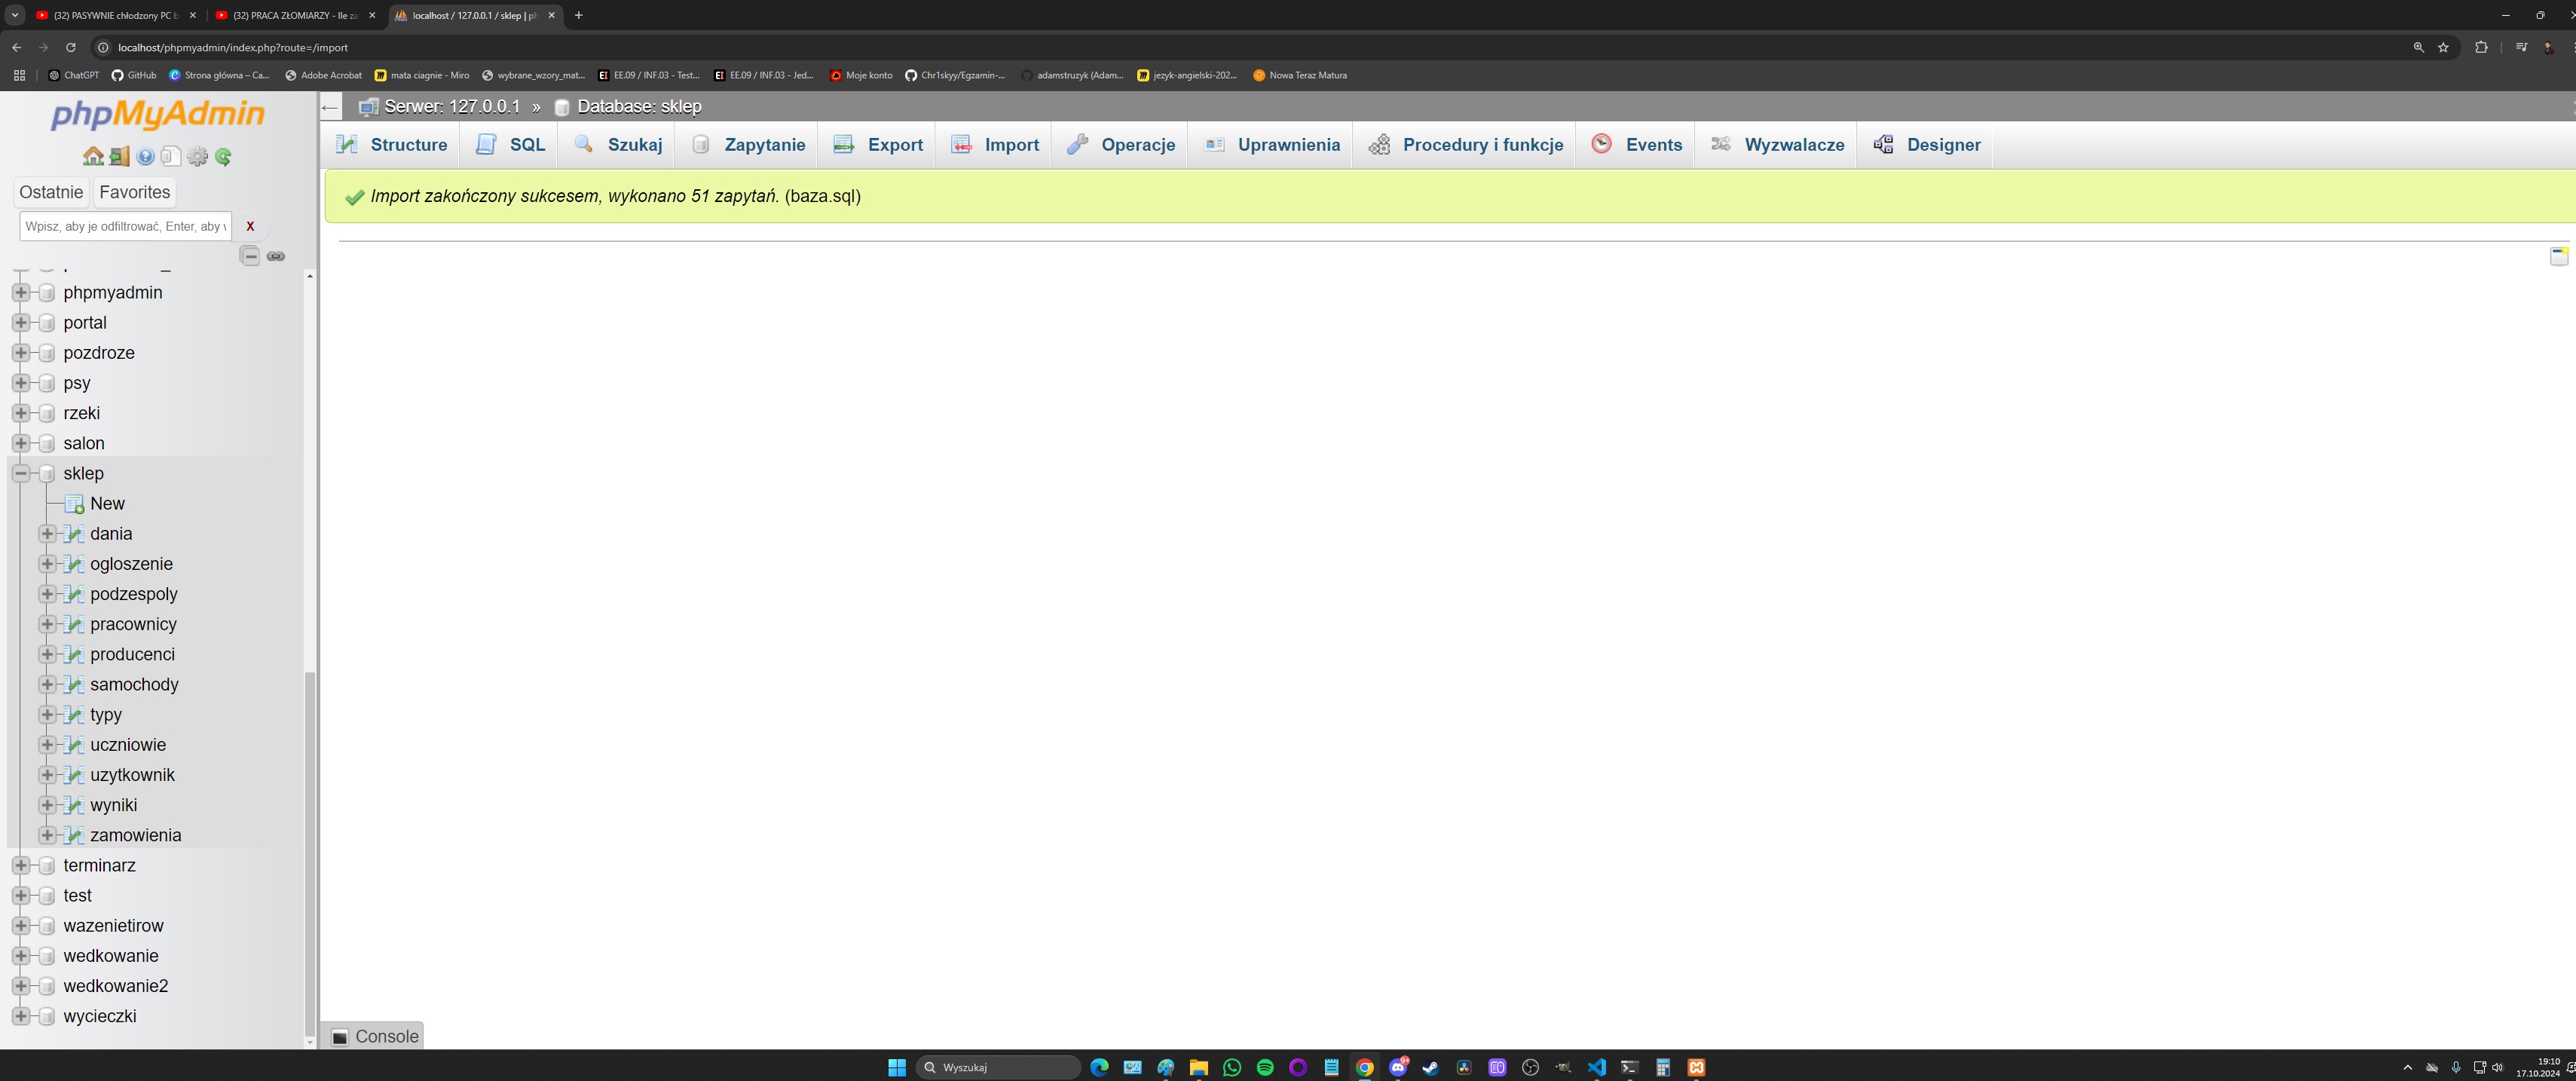 (32) PASYWNIE chłodzony PC b
(32) PRACA ZŁOMIARZY - Ile za
localhost / 127.0.0.1 / sklep | ph
localhost/phpmyadmin/index.php?route=/import
ChatGPT
GitHub
Strona główna – Ca...
Adobe Acrobat
mata ciagnie - Miro
wybrane_wzory_mat...
EE.09 / INF.03 - Test...
EE.09 / INF.03 - Jed...
Moje konto
Chr1skyy/Egzamin-...
adamstruzyk (Adam...
jezyk-angielski-202...
Nowa Teraz Matura
phpMyAdmin
Ostatnie
Favorites
Wpisz, aby je odfiltrować, Enter, aby w
X
phpmyadmin
portal
pozdroze
psy
rzeki
salon
sklep
New
dania
ogloszenie
podzespoly
pracownicy
producenci
samochody
typy
uczniowie
uzytkownik
wyniki
zamowienia
terminarz
test
wazenietirow
wedkowanie
wedkowanie2
wycieczki
Serwer: 127.0.0.1 » Database: sklep
Structure
SQL
Szukaj
Zapytanie
Export
Import
Operacje
Uprawnienia
Procedury i funkcje
Events
Wyzwalacze
Designer
Import zakończony sukcesem, wykonano 51 zapytań. (baza.sql)
Console
Wyszukaj
9+
19:10
17.10.2024